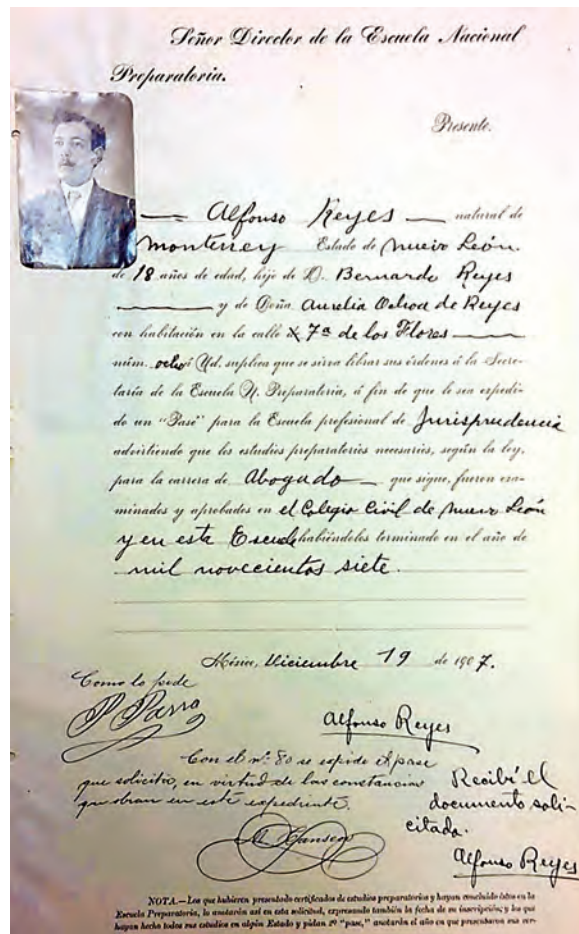 Señor Director de la Escuela Nacional
Preparatoria.
Presente.
Alfonso Reyes natural de
Monterrey Estado de Nuevo León
de 18 años de edad, hijo de D. Bernardo Reyes
y de Doña Aurelia Ochoa de Reyes
con habitación en la calle 7ª de los Flores
núm. ocho á Ud. suplica que se sirva librar sus órdenes á la Secre-
taría de la Escuela N. Preparatoria, á fin de que le sea expedi-
do un "Pase" para la Escuela profesional de Jurisprudencia
advirtiendo que los estudios preparatorios necesarios, según la ley,
para la carrera de Abogado que sigue, fueron exa-
minados y aprobados en el Colegio Civil de Nuevo León
y en esta Escuela habiéndolos terminado en el año de
mil novecientos siete.
México, Diciembre 19 de 1907.
Como lo pide
P. Parra
Alfonso Reyes
Con el nº 80 se expide el pase
que solicita, en virtud de las constancias
que obran en este expediente.
Recibí el
documento soli-
citado.
Alfonso Reyes
NOTA.—Los que hubieren presentado certificados de estudios preparatorios y hayan concluido éstos en la
Escuela Preparatoria, lo anotarán así en esta solicitud, expresando también la fecha de su inscripción; y los que
hayan hecho todos sus estudios en algún Estado y pidan "pase," anotarán el año en que presentaron sus cer-